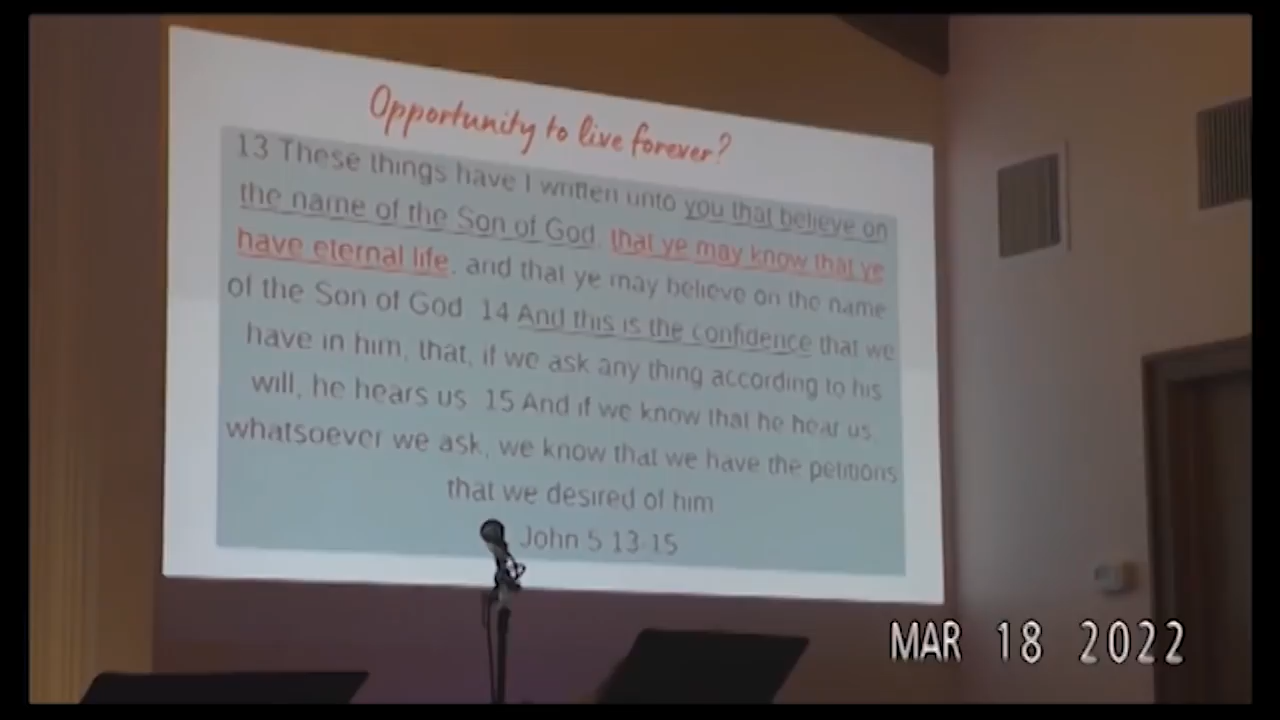 Opportunity to live forever?
13 These things have I written unto you that believe on
the name of the Son of God, that ye may know that ye
have eternal life, and that ye may believe on the name
of the Son of God 14 And this is the confidence that we
have in him, that, if we ask any thing according to his
will, he hears us 15 And if we know that he hear us
whatsoever we ask, we know that we have the petitions
that we desired of him
John 5 13-15
MAR 18 2022